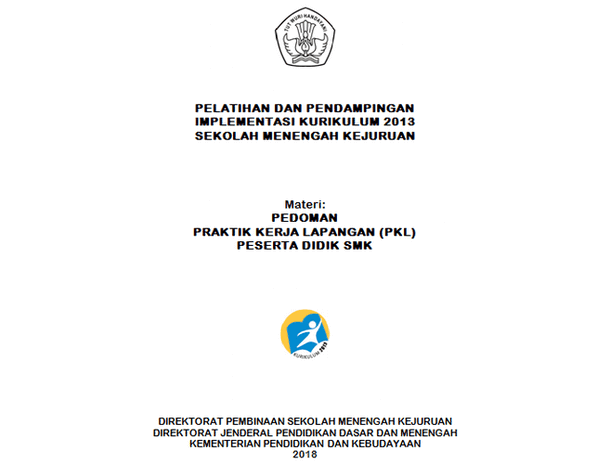 TUT WURI HANDAYANI
PELATIHAN DAN PENDAMPINGAN
IMPLEMENTASI KURIKULUM 2013
SEKOLAH MENENGAH KEJURUAN
Materi:
PEDOMAN
PRAKTIK KERJA LAPANGAN (PKL)
PESERTA DIDIK SMK
KURIKULUM 2013
DIREKTORAT PEMBINAAN SEKOLAH MENENGAH KEJURUAN
DIREKTORAT JENDERAL PENDIDIKAN DASAR DAN MENENGAH
KEMENTERIAN PENDIDIKAN DAN KEBUDAYAAN
2018